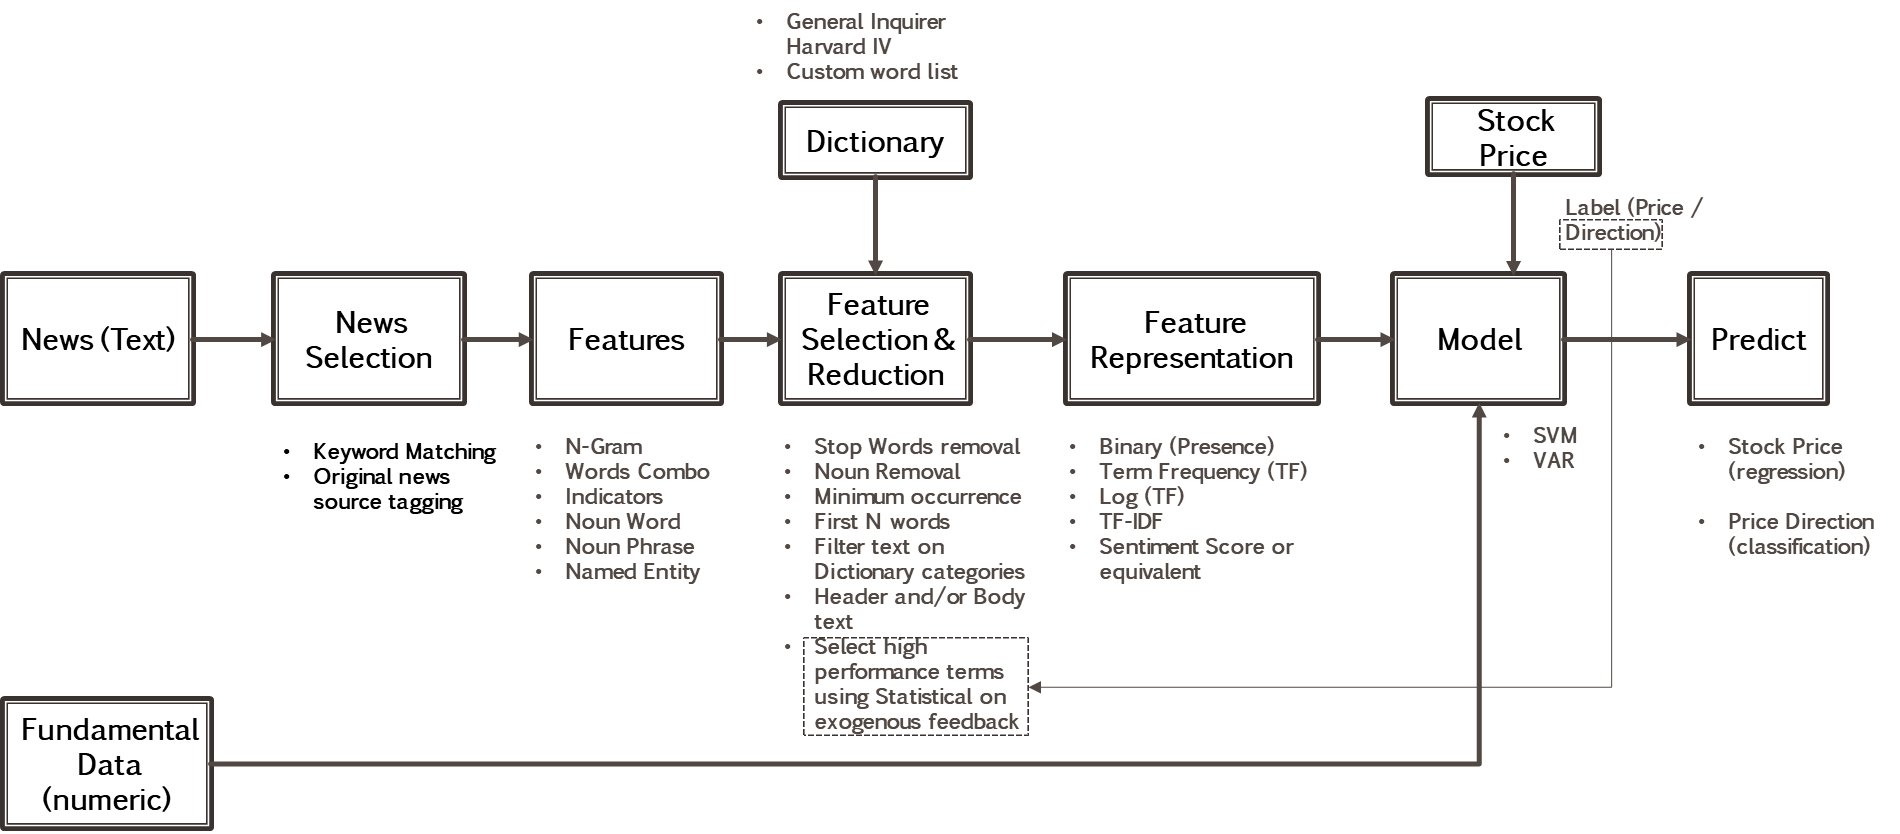 • General Inquirer
Harvard IV
• Custom word list
Dictionary
Stock
Price
Label (Price /
Direction)
News (Text)
News
Selection
Features
Feature
Selection &
Reduction
Feature
Representation
Model
Predict
• Keyword Matching
• Original news
source tagging
• N-Gram
• Words Combo
• Indicators
• Noun Word
• Noun Phrase
• Named Entity
• Stop Words removal
• Noun Removal
• Minimum occurrence
• First N words
• Filter text on
Dictionary categories
• Header and/or Body
text
• Select high
performance terms
using Statistical on
exogenous feedback
• Binary (Presence)
• Term Frequency (TF)
• Log (TF)
• TF-IDF
• Sentiment Score or
equivalent
• SVM
• VAR
• Stock Price
(regression)
• Price Direction
(classification)
Fundamental
Data
(numeric)